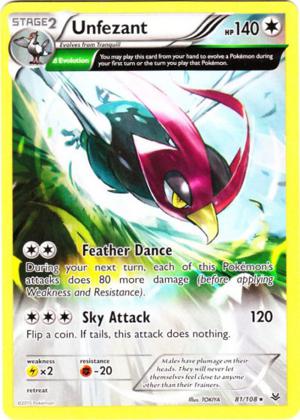 STAGE2 Unfezant HP140
Evolves from Tranquill
Δ Evolution You may play this card from your hand to evolve a Pokémon during
your first turn or the turn you play that Pokémon.
Feather Dance
During your next turn, each of this Pokémon's
attacks does 80 more damage (before applying
Weakness and Resistance).
Sky Attack 120
Flip a coin. If tails, this attack does nothing.
weakness resistance
×2 -20
retreat
Males have plumage on their
heads. They will never let
themselves feel close to anyone
other than their Trainers.
©2015 Pokémon
Illus. TOKIYA
81/108